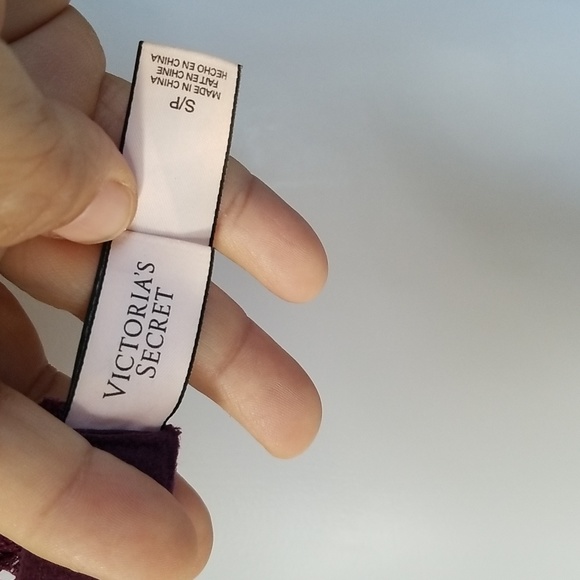 VICTORIA'S
SECRET
S/P
MADE IN CHINA
FAIT EN CHINE
HECHO EN CHINA